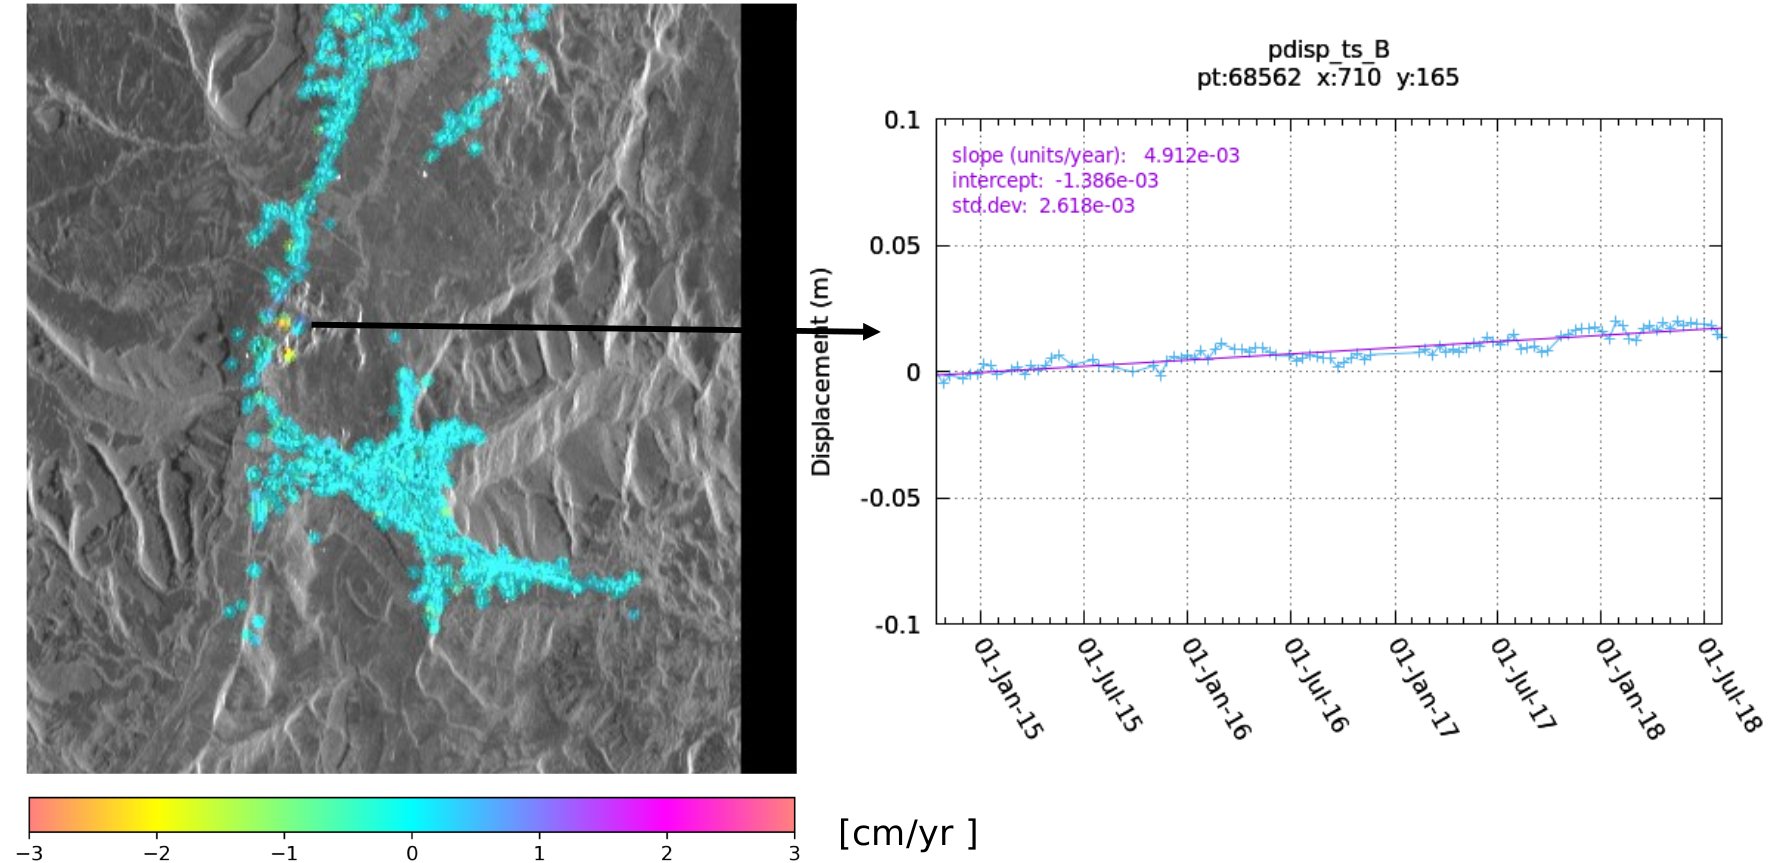 pdisp_ts_B
pt:68562 x:710 y:165
slope (units/year): 4.912e-03
intercept: -1.386e-03
std.dev: 2.618e-03
0.1
0.05
0
-0.05
-0.1
Displacement (m)
01-Jan-15
01-Jul-15
01-Jan-16
01-Jul-16
01-Jan-17
01-Jul-17
01-Jan-18
01-Jul-18
−3 −2 −1 0 1 2 3
[cm/yr ]